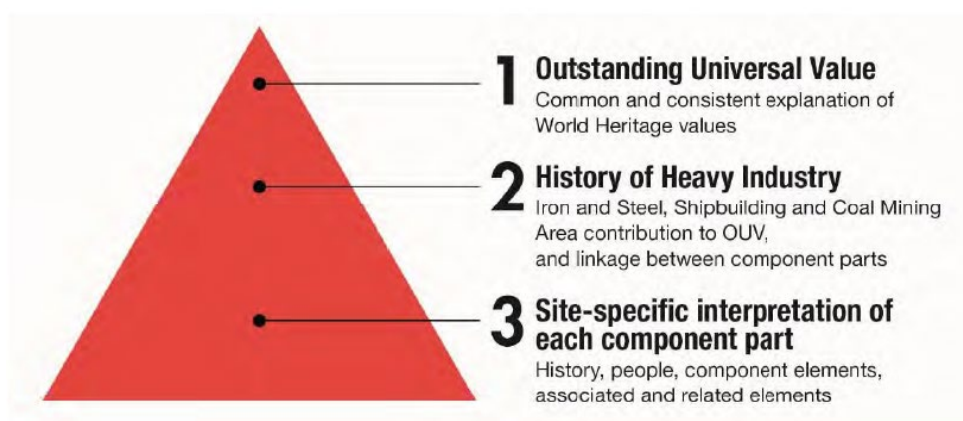 1 Outstanding Universal Value
Common and consistent explanation of
World Heritage values
2 History of Heavy Industry
Iron and Steel, Shipbuilding and Coal Mining
Area contribution to OUV,
and linkage between component parts
3 Site-specific interpretation of
each component part
History, people, component elements,
associated and related elements